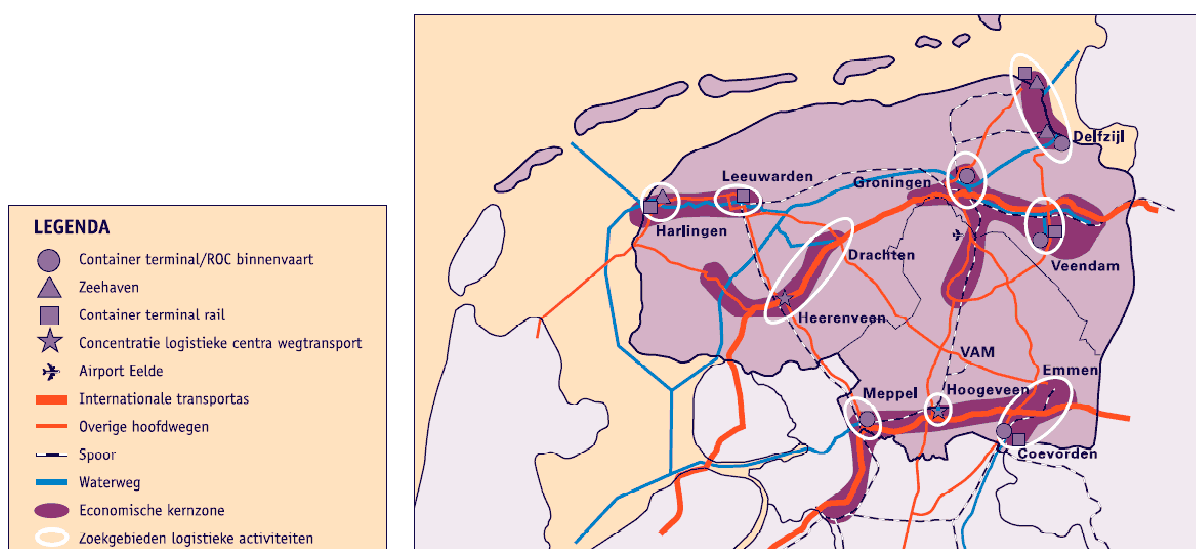 LEGENDA
Container terminal/ROC binnenvaart
Zeehaven
Container terminal rail
Concentratie logistieke centra wegtransport
Airport Eelde
Internationale transportas
Overige hoofdwegen
Spoor
Waterweg
Economische kernzone
Zoekgebieden logistieke activiteiten
Delfzijl
Leeuwarden
Groningen
Harlingen
Drachten
Veendam
Heerenveen
VAM
Emmen
Meppel
Hoogeveen
Coevorden